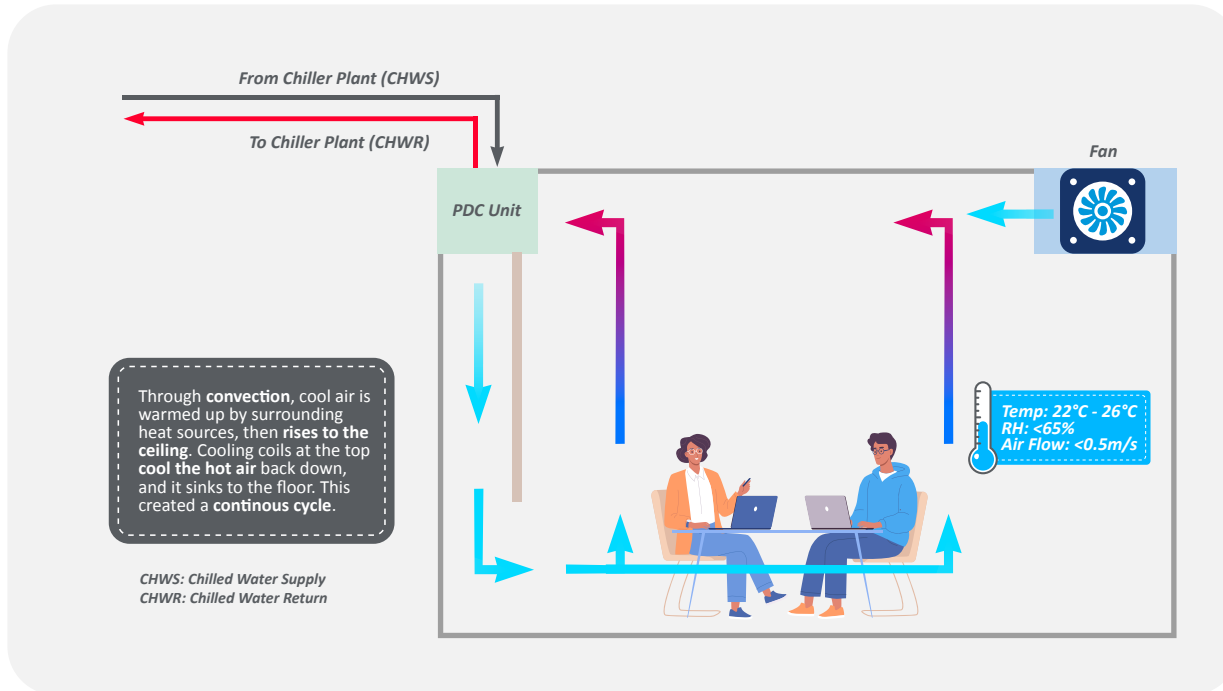 From Chiller Plant (CHWS)
To Chiller Plant (CHWR)
Fan
PDC Unit
Through convection, cool air is
warmed up by surrounding
heat sources, then rises to the
ceiling. Cooling coils at the top
cool the hot air back down,
and it sinks to the floor. This
created a continous cycle.
Temp: 22°C - 26°C
RH: <65%
Air Flow: <0.5m/s
CHWS: Chilled Water Supply
CHWR: Chilled Water Return